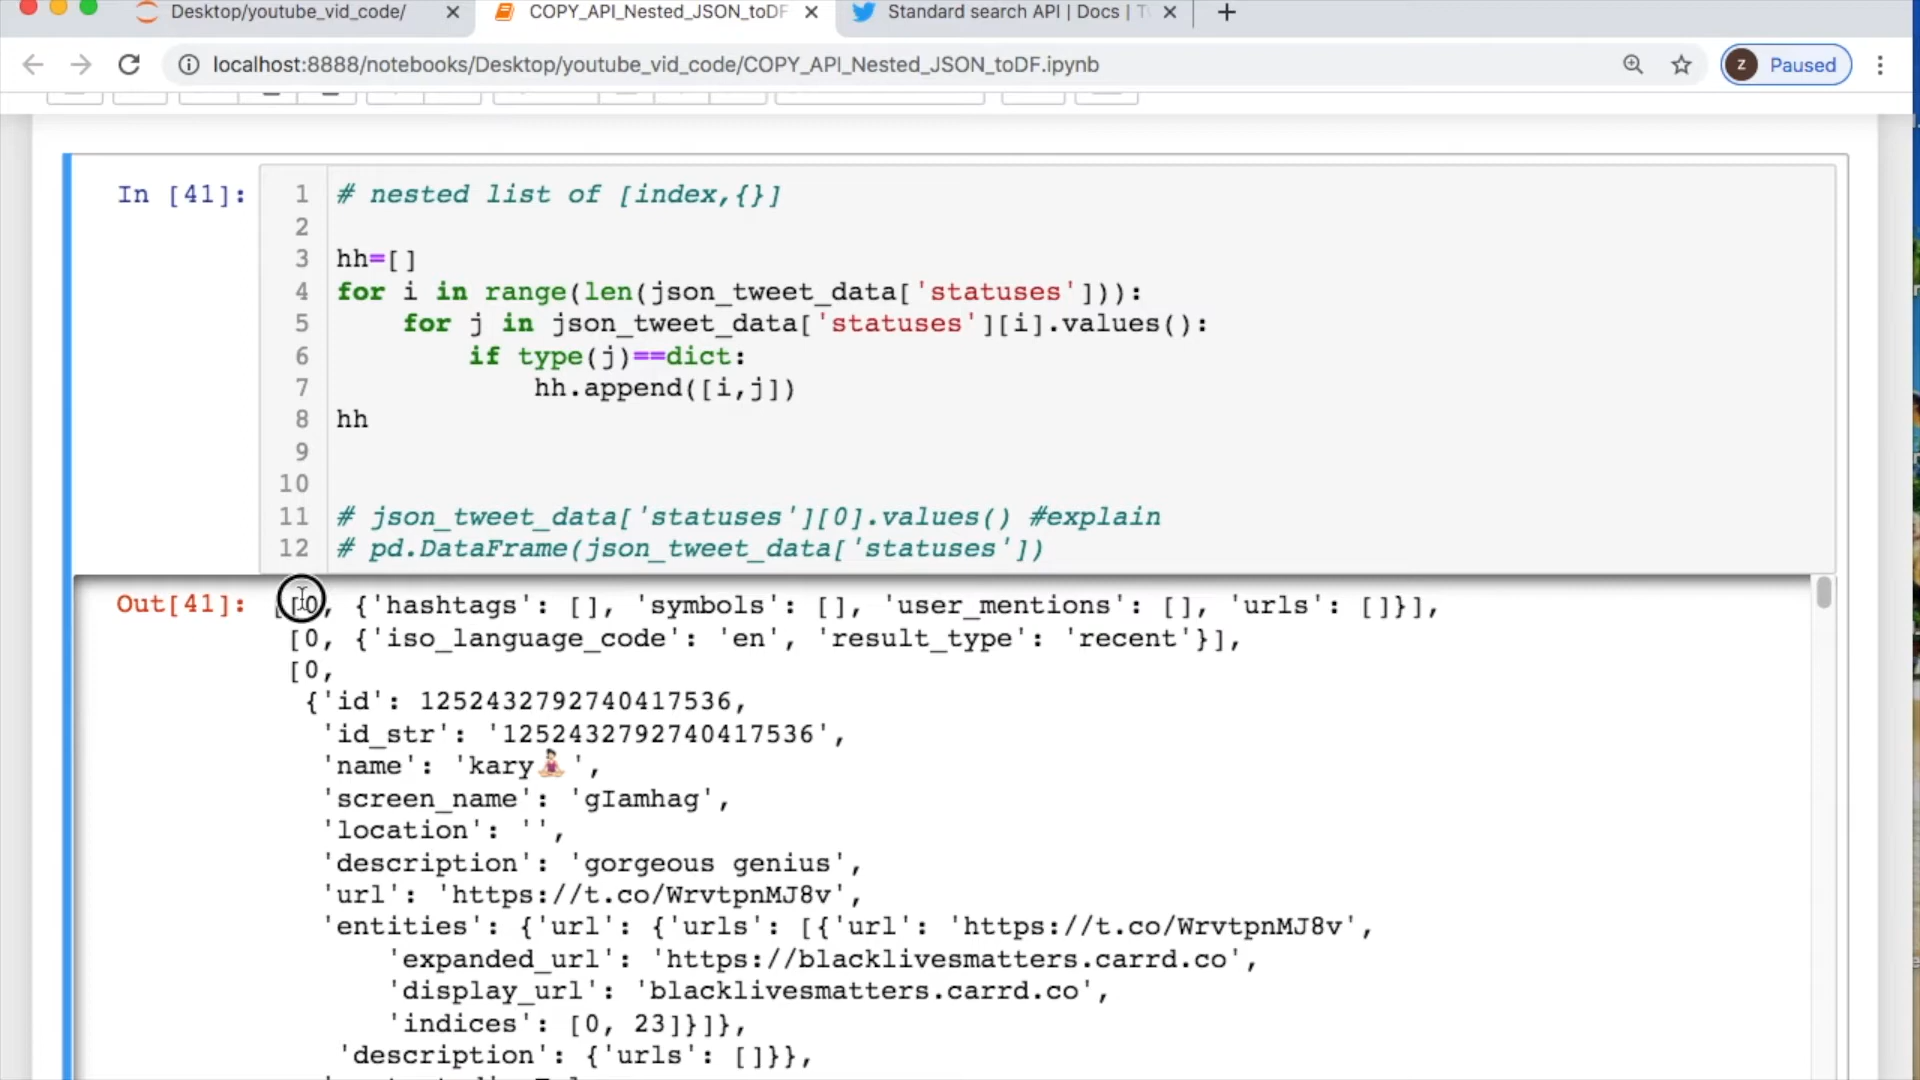 Desktop/youtube_vid_code/
COPY_API_Nested_JSON_toDF
Standard search API | Docs |
localhost:8888/notebooks/Desktop/youtube_vid_code/COPY_API_Nested_JSON_toDF.ipynb
z Paused
In [41]:
1 # nested list of [index,{}]
2
3 hh=[]
4 for i in range(len(json_tweet_data['statuses'])):
5     for j in json_tweet_data['statuses'][i].values():
6         if type(j)==dict:
7             hh.append([i,j])
8 hh
9
10
11 # json_tweet_data['statuses'][0].values() #explain
12 # pd.DataFrame(json_tweet_data['statuses'])
Out[41]: [[0, {'hashtags': [], 'symbols': [], 'user_mentions': [], 'urls': []}],
[0, {'iso_language_code': 'en', 'result_type': 'recent'}],
[0,
{'id': 1252432792740417536,
'id_str': '1252432792740417536',
'name': 'kary🧘🏻‍♀️',
'screen_name': 'gIamhag',
'location': '',
'description': 'gorgeous genius',
'url': 'https://t.co/WrvtpnMJ8v',
'entities': {'url': {'urls': [{'url': 'https://t.co/WrvtpnMJ8v',
'expanded_url': 'https://blacklivesmatters.carrd.co',
'display_url': 'blacklivesmatters.carrd.co',
'indices': [0, 23]}]},
'description': {'urls': []}},